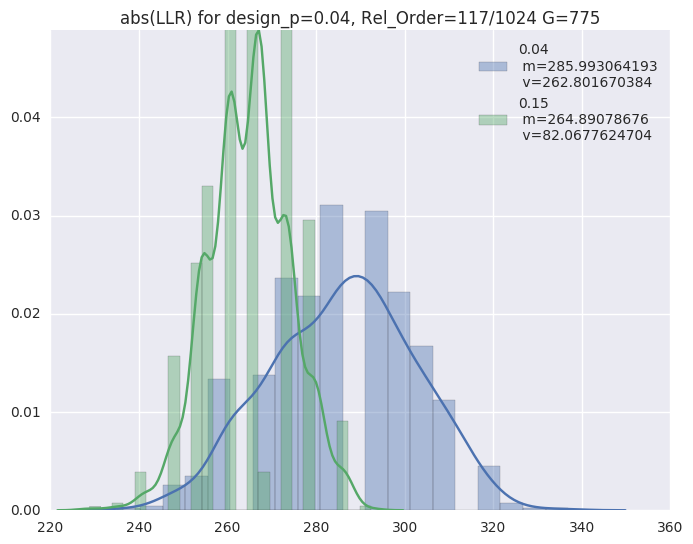 abs(LLR) for design_p=0.04, Rel_Order=117/1024 G=775
0.04
m=285.993064193
v=262.801670384
0.15
m=264.89078676
v=82.0677624704
0.04
0.03
0.02
0.01
0.00
220 240 260 280 300 320 340 360